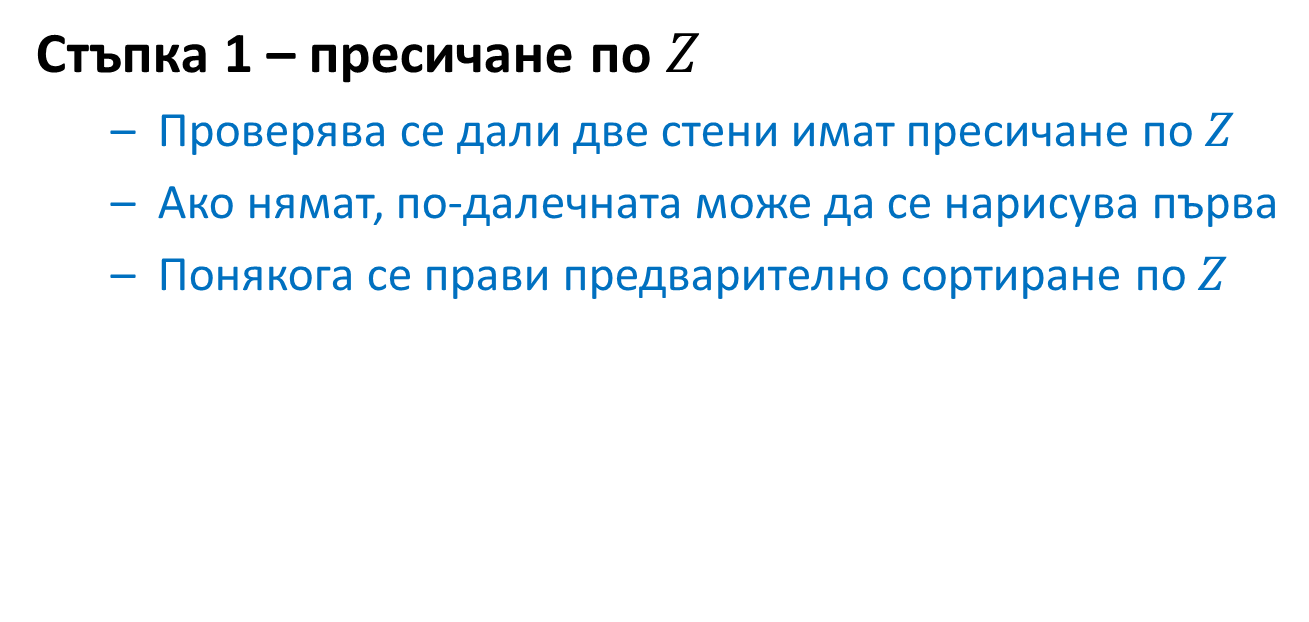 Стъпка 1 – пресичане по Z
– Проверява се дали две стени имат пресичане по Z
– Ако нямат, по-далечната може да се нарисува първа
– Понякога се прави предварително сортиране по Z